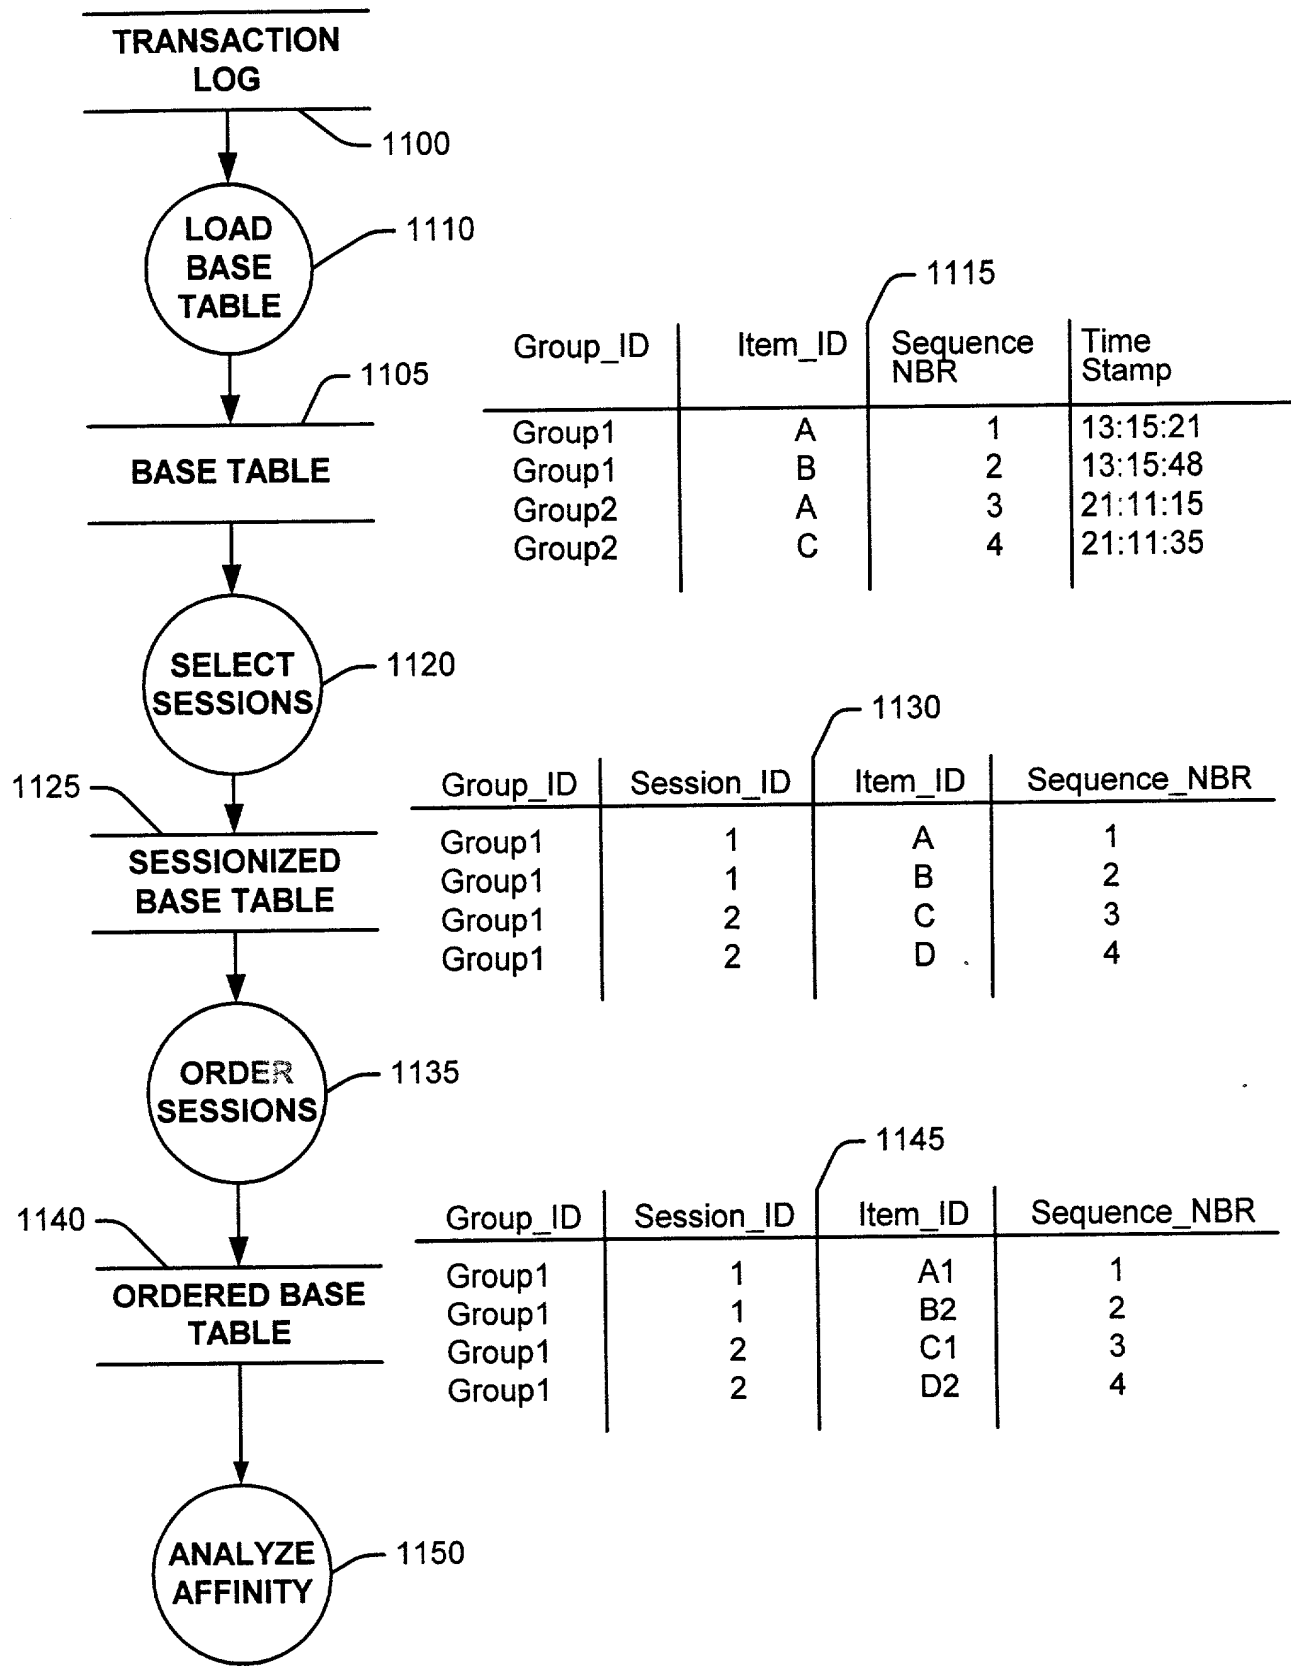 TRANSACTION
LOG
1100
LOAD
BASE
TABLE
1110
1105
BASE TABLE
1115
Group_ID Item_ID Sequence NBR Time Stamp
Group1 A 1 13:15:21
Group1 B 2 13:15:48
Group2 A 3 21:11:15
Group2 C 4 21:11:35
SELECT
SESSIONS
1120
1125
SESSIONIZED
BASE TABLE
1130
Group_ID Session_ID Item_ID Sequence_NBR
Group1 1 A 1
Group1 1 B 2
Group1 2 C 3
Group1 2 D 4
ORDER
SESSIONS
1135
1140
ORDERED BASE
TABLE
1145
Group_ID Session_ID Item_ID Sequence_NBR
Group1 1 A1 1
Group1 1 B2 2
Group1 2 C1 3
Group1 2 D2 4
ANALYZE
AFFINITY
1150